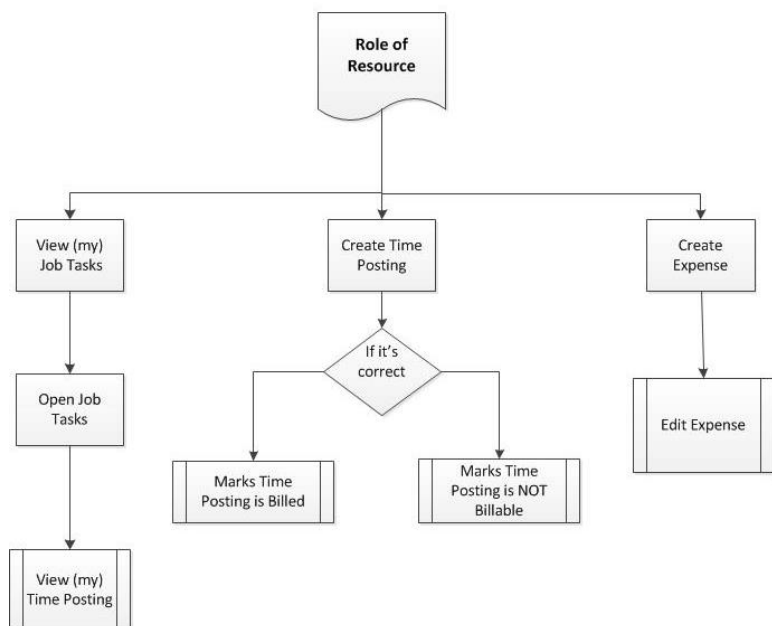 Role of
Resource
View (my)
Job Tasks
Create Time
Posting
Create
Expense
If it's
correct
Open Job
Tasks
Edit Expense
Marks Time
Posting is Billed
Marks Time
Posting is NOT
Billable
View (my)
Time Posting